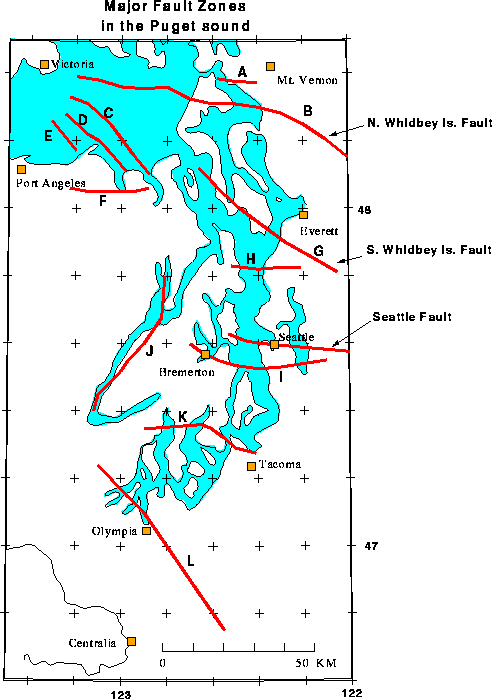 Major Fault Zones
in the Puget sound
Victoria
A
Mt. Vernon
B
C
D
E
N. Whidbey Is. Fault
Port Angeles
F
48
Everett
G
S. Whidbey Is. Fault
H
Seattle Fault
Seattle
J
Bremerton
I
K
Tacoma
Olympia
47
L
Centralia
0 50 KM
123 122